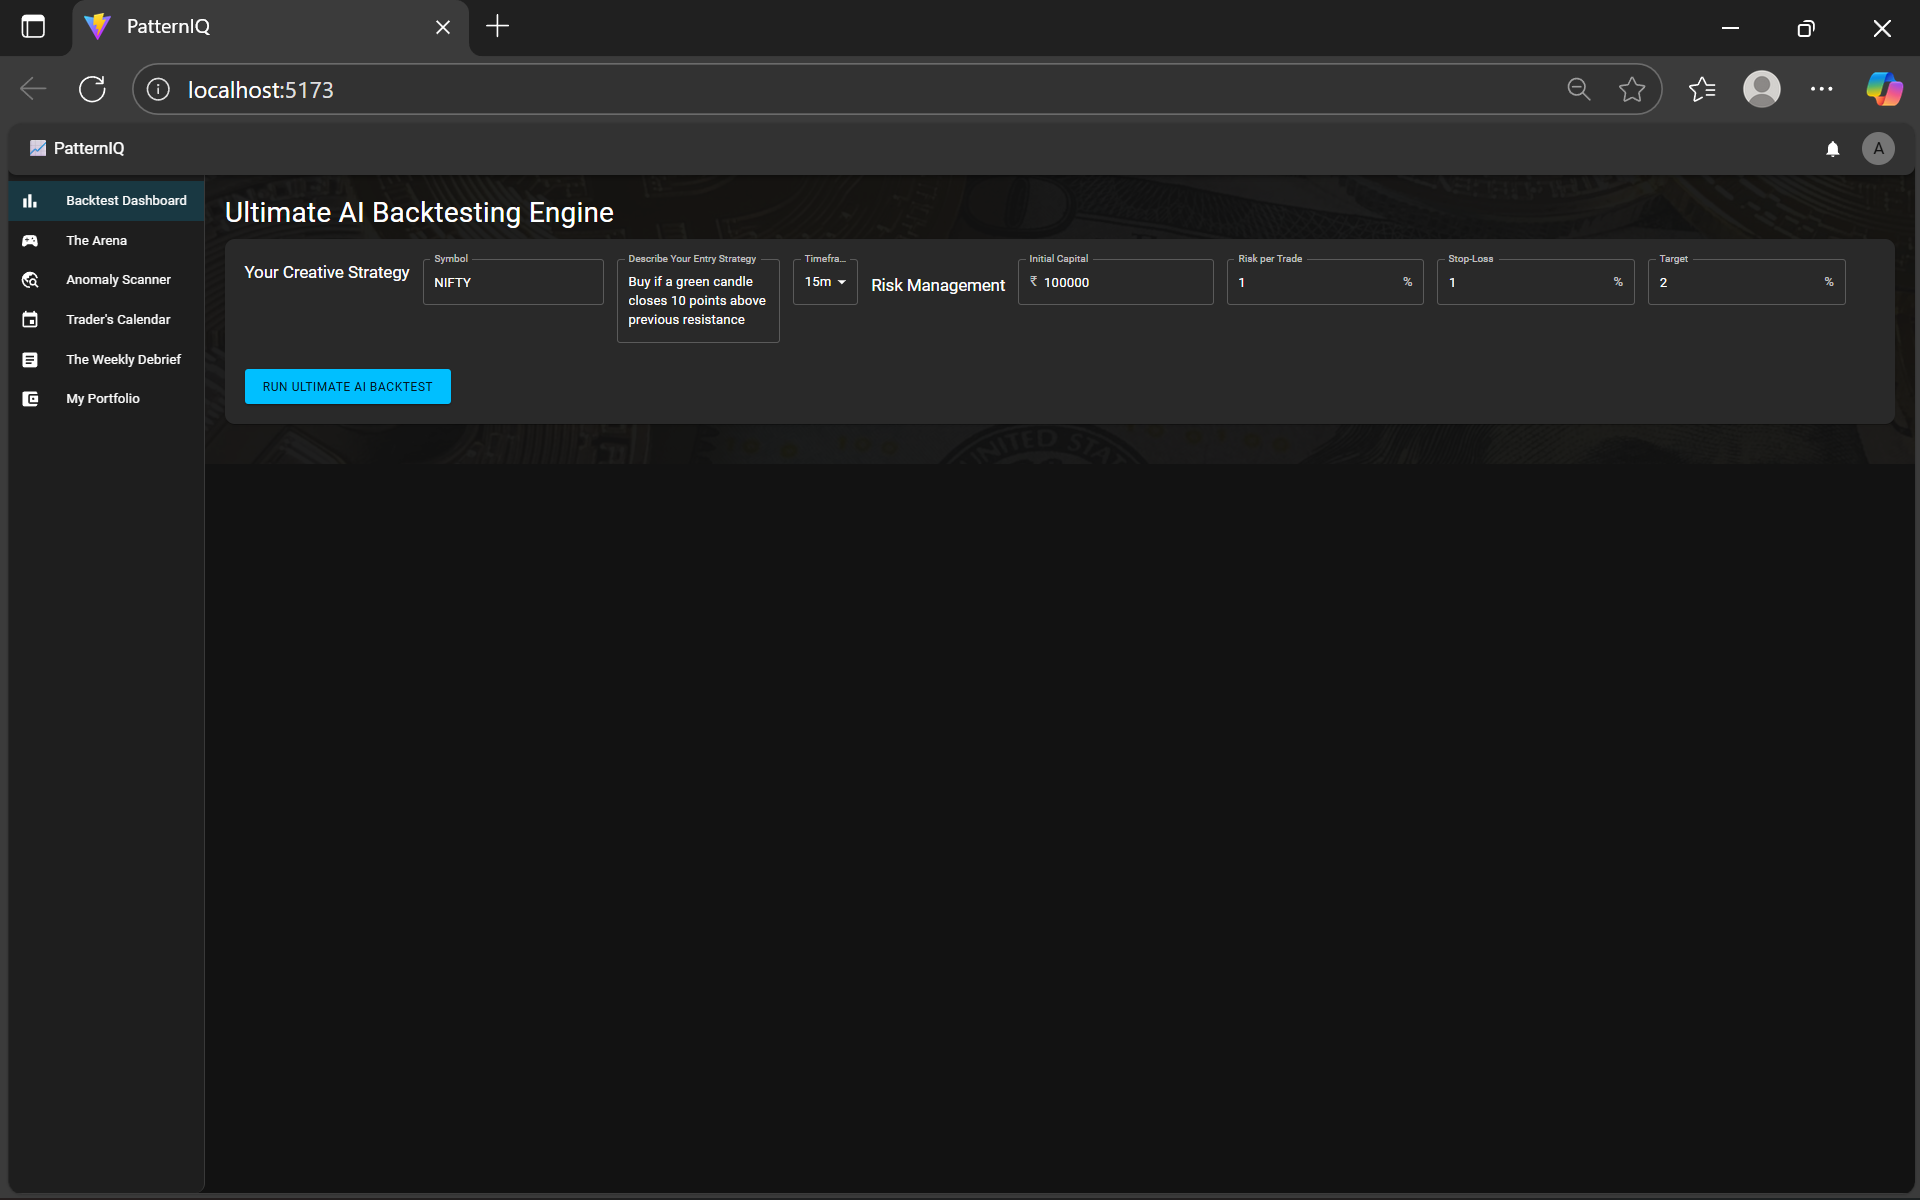 PatternIQ
localhost:5173
PatternIQ
A
Backtest Dashboard
The Arena
Anomaly Scanner
Trader's Calendar
The Weekly Debrief
My Portfolio
Ultimate AI Backtesting Engine
Your Creative Strategy
Symbol
NIFTY
Describe Your Entry Strategy
Buy if a green candle
closes 10 points above
previous resistance
Timefra...
15m
Risk Management
Initial Capital
₹ 100000
Risk per Trade
1 %
Stop-Loss
1 %
Target
2 %
RUN ULTIMATE AI BACKTEST